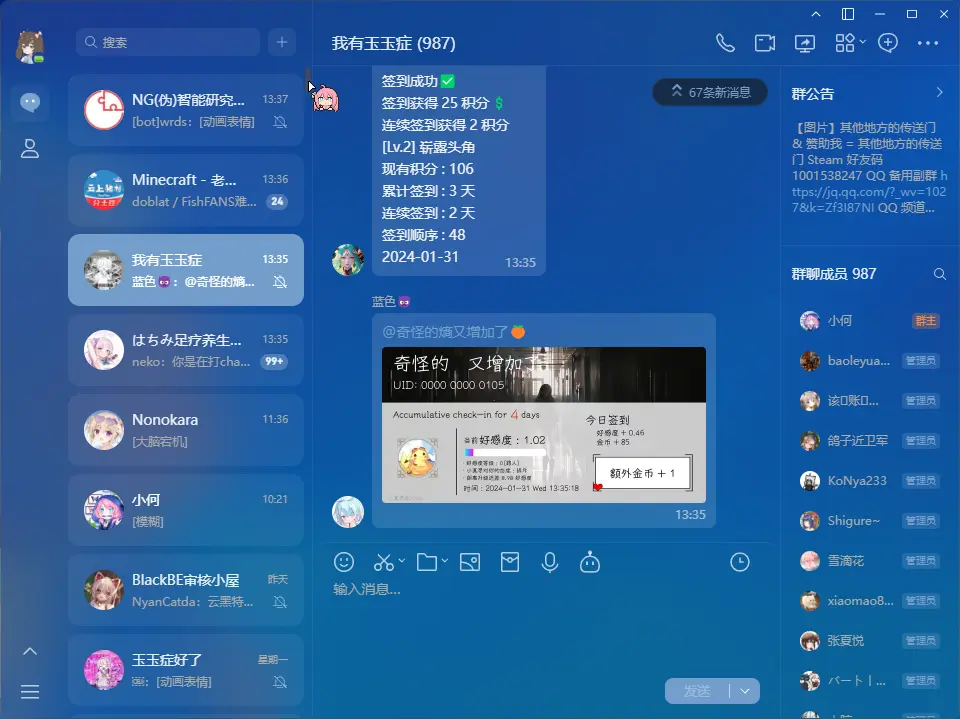 搜索
NG(伪)智能研究...
13:37
[bot]wrds：[动画表情]
Minecraft - 老...
13:36
doblat / FishFANS难...
24
我有玉玉症
13:35
蓝色：@奇怪的熵...
はちみ足疗养生...
13:35
neko：你是在打cha...
99+
Nonokara
11:36
[大脑宕机]
小何
10:21
[模糊]
BlackBE审核小屋
昨天
NyanCatda：云黑特...
玉玉症好了
星期一
：[动画表情]
我有玉玉症 (987)
67条新消息
签到成功✅
签到获得 25 积分
连续签到获得 2 积分
[Lv.2] 崭露头角
现有积分 : 106
累计签到 : 3 天
连续签到 : 2 天
签到顺序 : 48
2024-01-31
13:35
蓝色
@奇怪的熵又增加了
奇怪的 又增加了
UID: 0000 0000 0105
Accumulative check-in for 4 days
当前好感度：1.02
今日签到
好感度 + 0.46
金币 + 85
额外金币 + 1
时间：2024-01-31 Wed 13:35:18
13:35
输入消息...
发送
群公告
【图片】其他地方的传送门
& 赞助我 = 其他地方的传送
门 Steam 好友码
1001538247 QQ 备用副群 h
ttps://jq.qq.com/?_wv=102
7&k=Zf3I87NI QQ 频道...
群聊成员 987
小何
群主
baoleyua...
管理员
管理员
鸽子近卫军
管理员
KoNya233
管理员
Shigure~
管理员
雪滴花
管理员
xiaomao8...
管理员
张夏悦
管理员
パート丨...
管理员